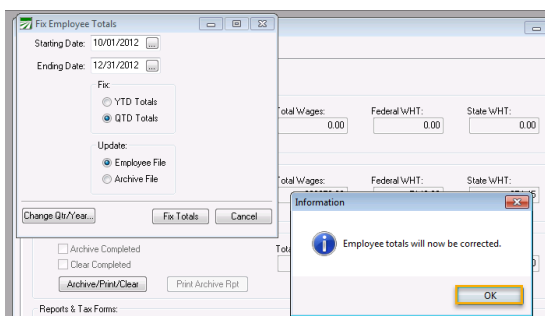 Fix Employee Totals
Starting Date: 10/01/2012 ...
Ending Date: 12/31/2012 ...
Fix:
YTD Totals
QTD Totals
Update:
Employee File
Archive File
Change Qtr/Year... Fix Totals Cancel
Total Wages: Federal WHT: State WHT:
0.00 0.00 0.00
Total Wages: Federal WHT: State WHT:
Information
Employee totals will now be corrected.
OK
Archive Completed
Clear Completed
Archive/Print/Clear Print Archive Rpt
Reports & Tax Forms: